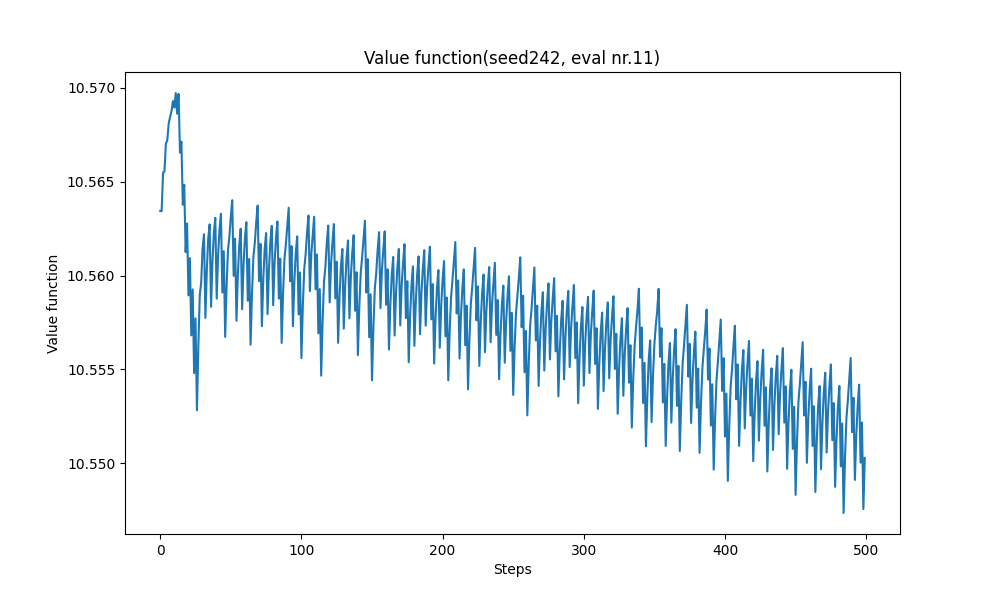 Value function(seed242, eval nr.11)
10.570
10.565
10.560
10.555
10.550
Value function
0 100 200 300 400 500
Steps